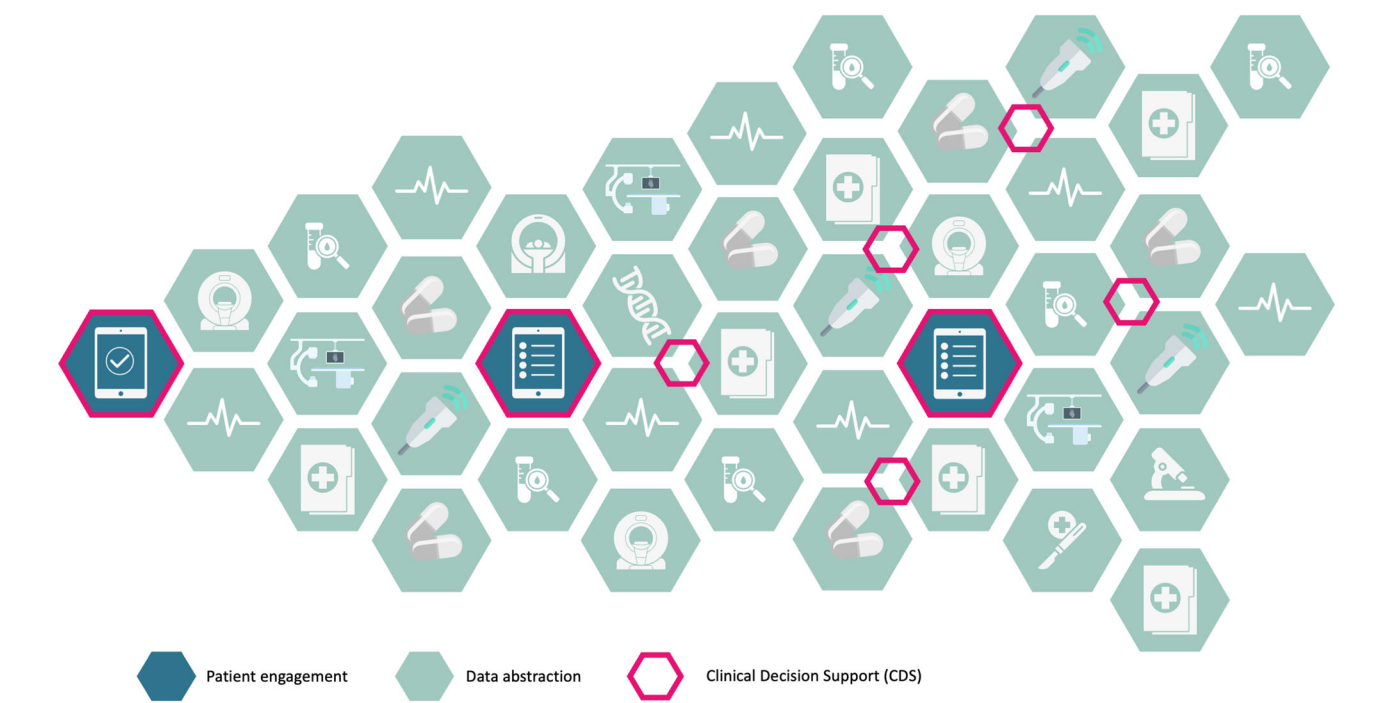 Patient engagement
Data abstraction
Clinical Decision Support (CDS)